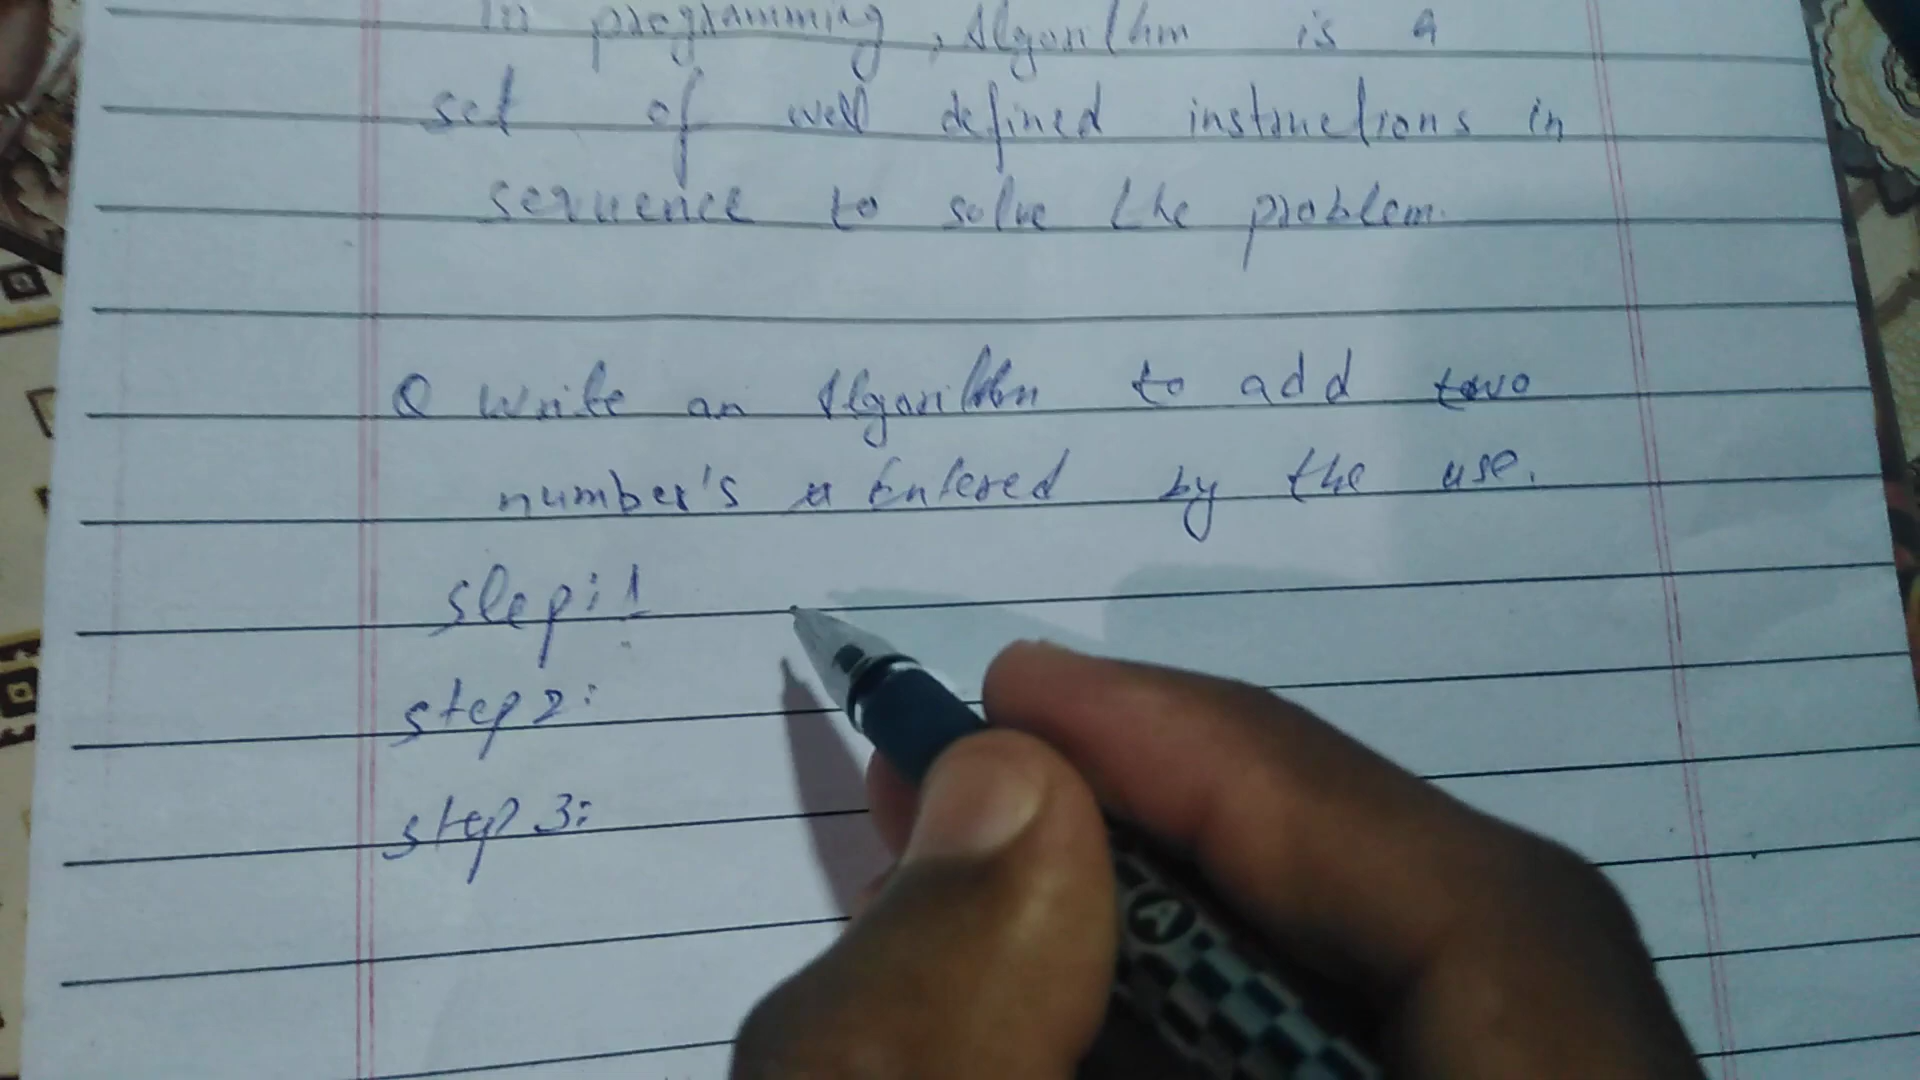 In programming, Algorithm is a
set of well defined instructions in
sequence to solve the problem.
Q Write an Algorithm to add two
number's Entered by the use.
step:1
step 2:
step 3:
A